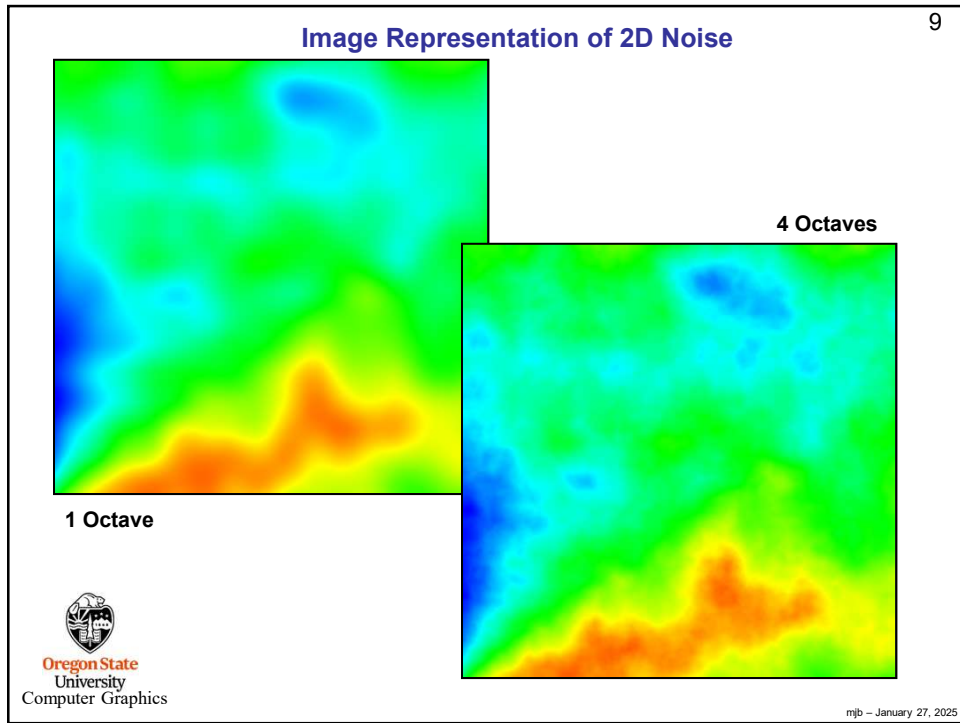 9
Image Representation of 2D Noise
4 Octaves
1 Octave
Oregon State
University
Computer Graphics
mjb – January 27, 2025